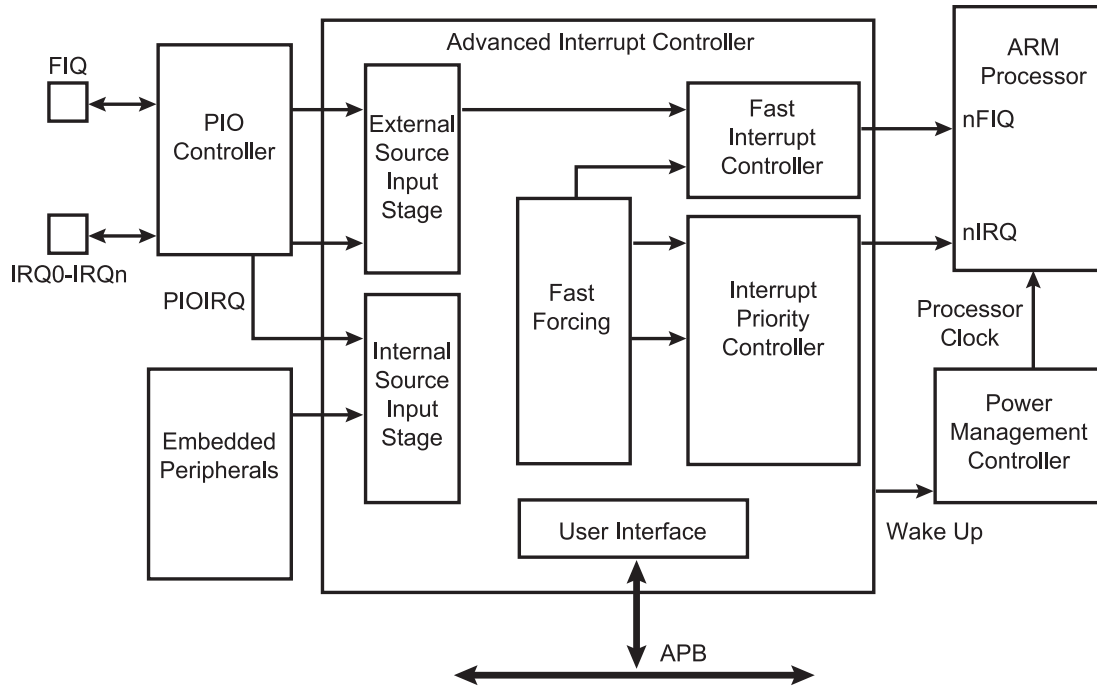 Advanced Interrupt Controller
FIQ
PIO
Controller
IRQ0-IRQn
PIOIRQ
Embedded
Peripherals
External
Source
Input
Stage
Internal
Source
Input
Stage
Fast
Forcing
Fast
Interrupt
Controller
Interrupt
Priority
Controller
User Interface
APB
ARM
Processor
nFIQ
nIRQ
Processor
Clock
Power
Management
Controller
Wake Up